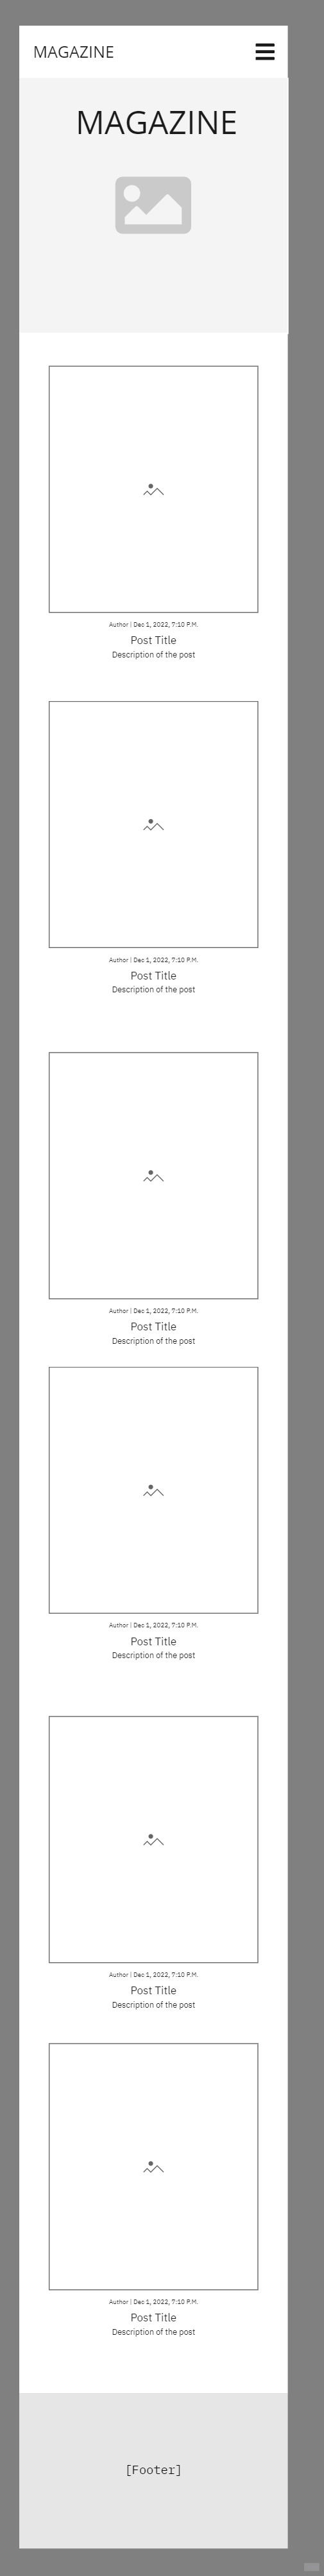 MAGAZINE
MAGAZINE
Author | Dec 1, 2022, 7:10 P.M.
Post Title
Description of the post
Author | Dec 1, 2022, 7:10 P.M.
Post Title
Description of the post
Author | Dec 1, 2022, 7:10 P.M.
Post Title
Description of the post
Author | Dec 1, 2022, 7:10 P.M.
Post Title
Description of the post
Author | Dec 1, 2022, 7:10 P.M.
Post Title
Description of the post
Author | Dec 1, 2022, 7:10 P.M.
Post Title
Description of the post
[Footer]